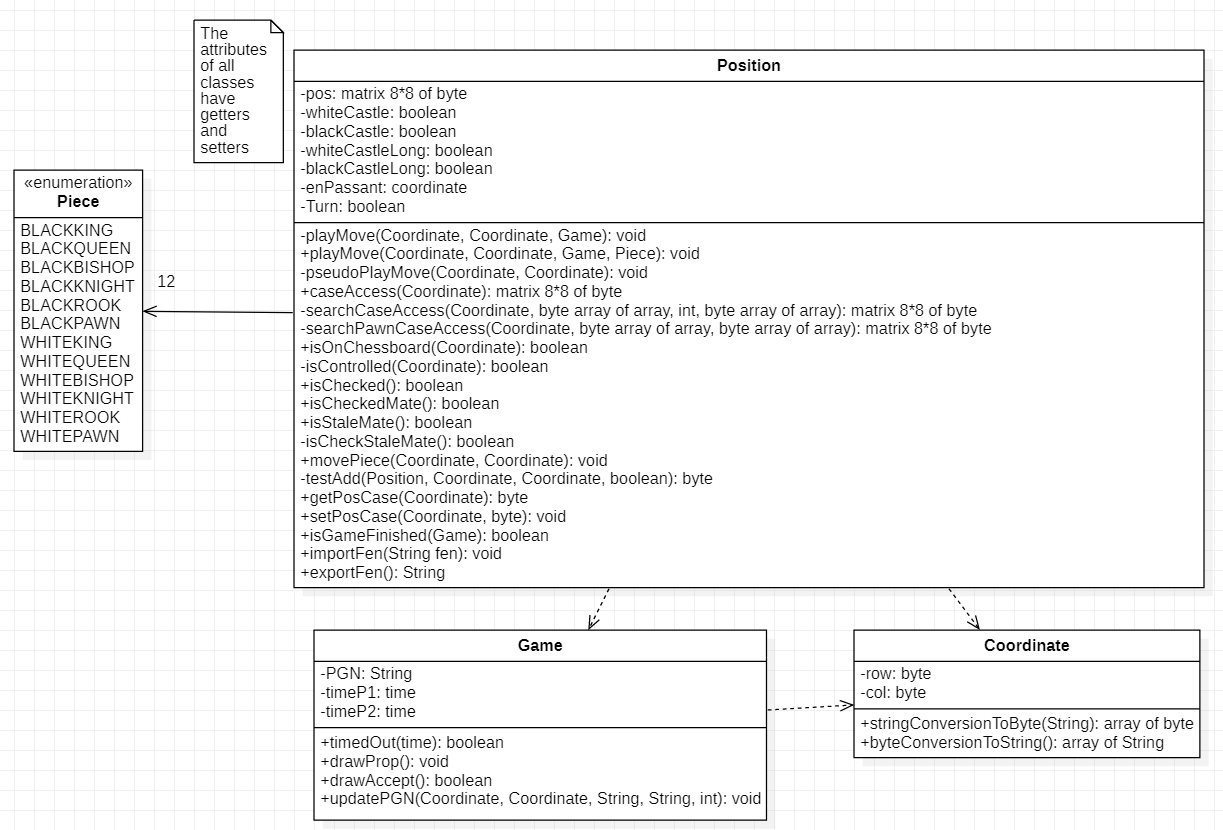 The
attributes
of all
classes
have
getters
and
setters
Position
-pos: matrix 8*8 of byte
-whiteCastle: boolean
-blackCastle: boolean
-whiteCastleLong: boolean
-blackCastleLong: boolean
-enPassant: coordinate
-Turn: boolean
-playMove(Coordinate, Coordinate, Game): void
+playMove(Coordinate, Coordinate, Game, Piece): void
-pseudoPlayMove(Coordinate, Coordinate): void
+caseAccess(Coordinate): matrix 8*8 of byte
-searchCaseAccess(Coordinate, byte array of array, int, byte array of array): matrix 8*8 of byte
-searchPawnCaseAccess(Coordinate, byte array of array, byte array of array): matrix 8*8 of byte
+isOnChessboard(Coordinate): boolean
-isControlled(Coordinate): boolean
+isChecked(): boolean
+isCheckedMate(): boolean
+isStaleMate(): boolean
-isCheckStaleMate(): boolean
+movePiece(Coordinate, Coordinate): void
-testAdd(Position, Coordinate, Coordinate, boolean): byte
+getPosCase(Coordinate): byte
+setPosCase(Coordinate, byte): void
+isGameFinished(Game): boolean
+importFen(String fen): void
+exportFen(): String
«enumeration»
Piece
BLACKKING
BLACKQUEEN
BLACKBISHOP
BLACKKNIGHT
BLACKROOK
BLACKPAWN
WHITEKING
WHITEQUEEN
WHITEBISHOP
WHITEKNIGHT
WHITEROOK
WHITEPAWN
12
Game
-PGN: String
-timeP1: time
-timeP2: time
+timedOut(time): boolean
+drawProp(): void
+drawAccept(): boolean
+updatePGN(Coordinate, Coordinate, String, String, int): void
Coordinate
-row: byte
-col: byte
+stringConversionToByte(String): array of byte
+byteConversionToString(): array of String